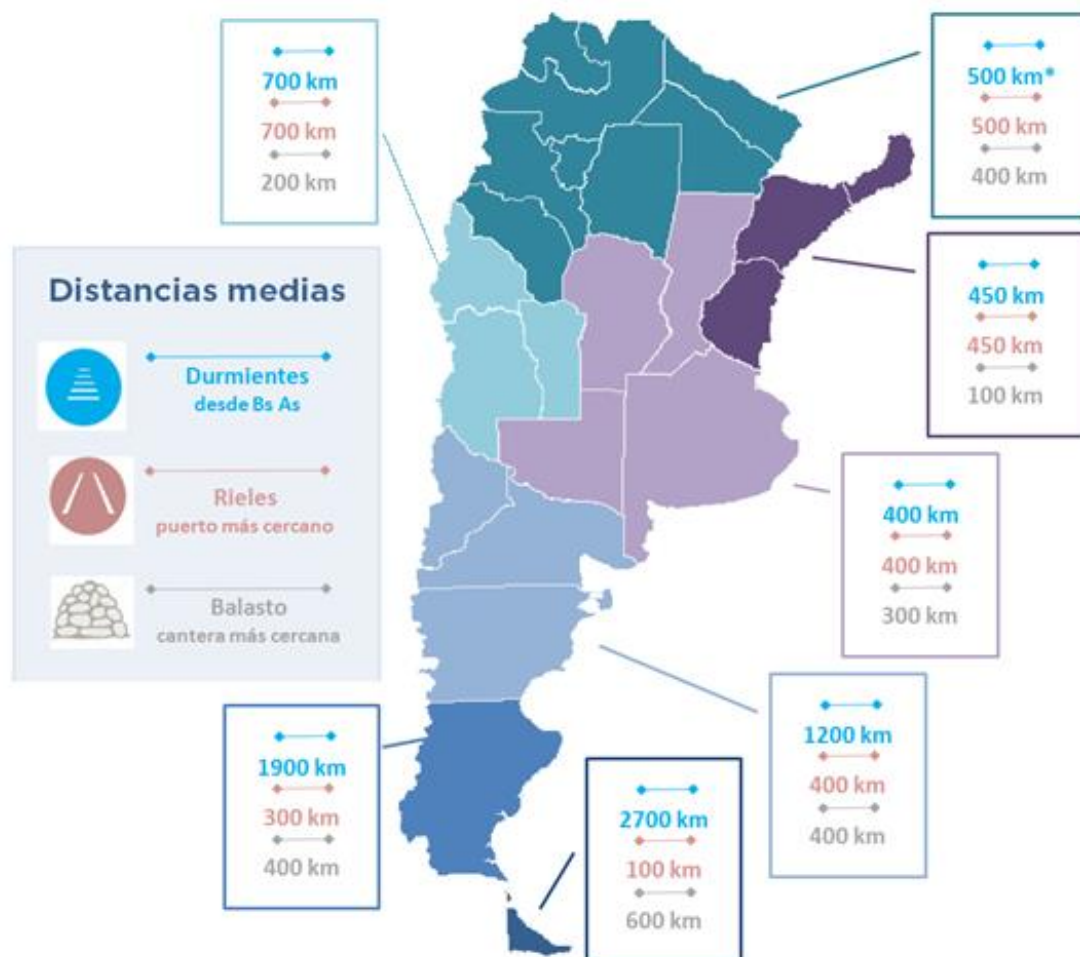 700 km
700 km
200 km
500 km*
500 km
400 km
Distancias medias
Durmientes
desde Bs As
Rieles
puerto más cercano
Balasto
cantera más cercana
450 km
450 km
100 km
400 km
400 km
300 km
1200 km
400 km
400 km
1900 km
300 km
400 km
2700 km
100 km
600 km